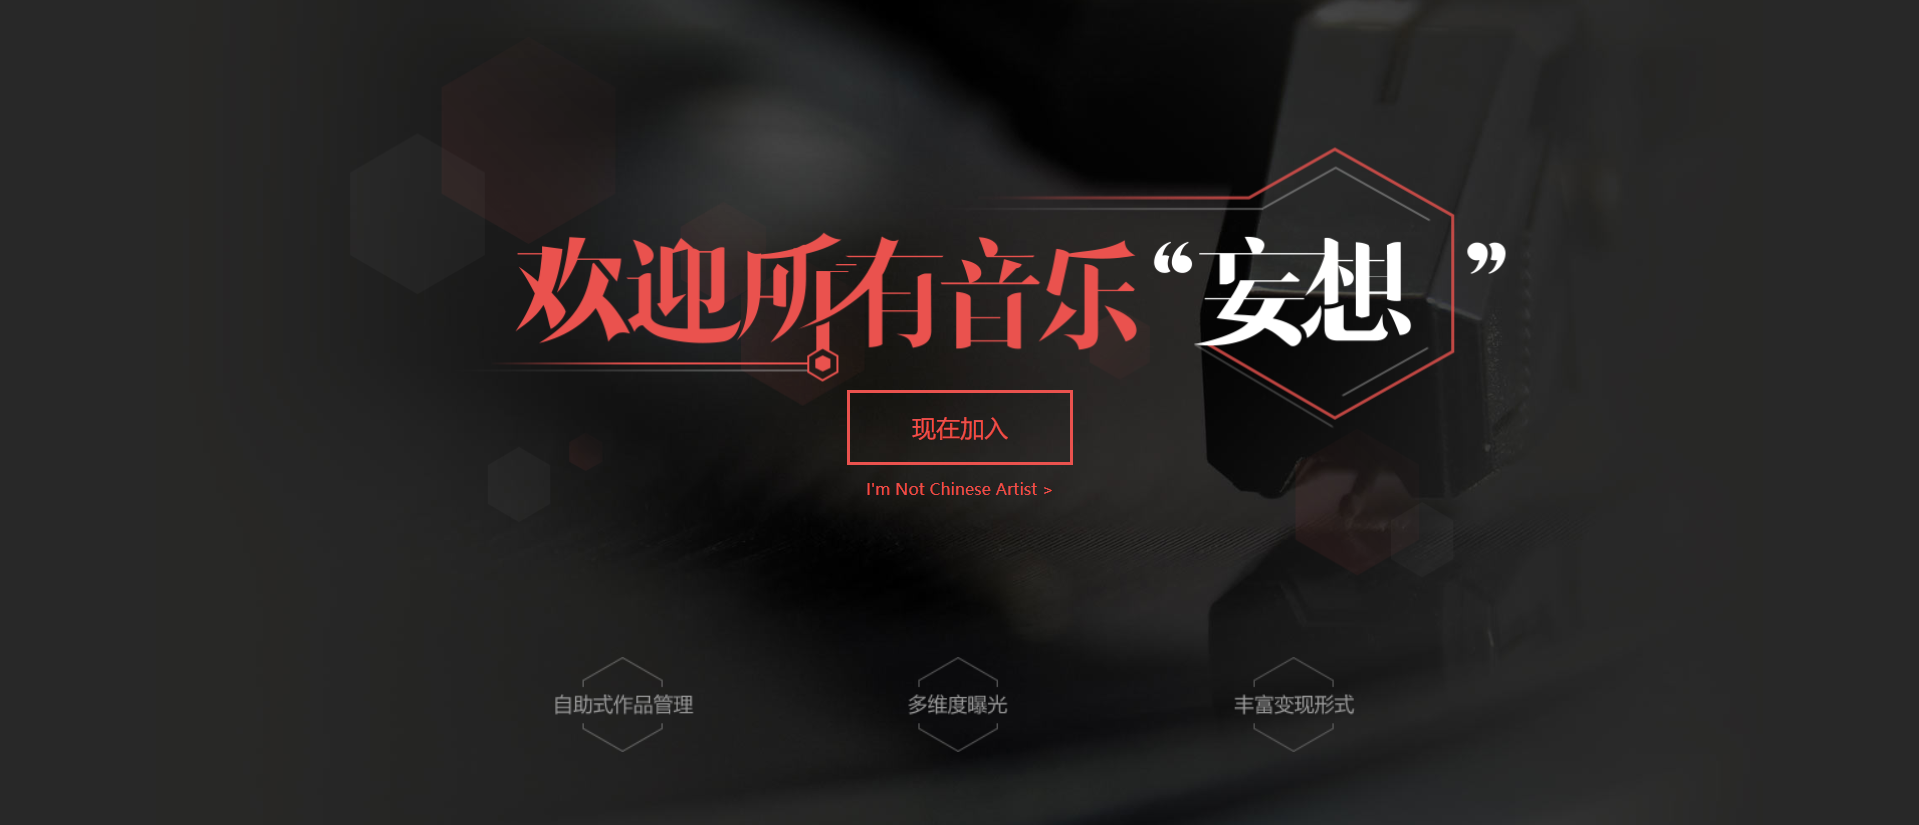 欢迎所有音乐“妄想”
现在加入
I'm Not Chinese Artist >
自助式作品管理
多维度曝光
丰富变现形式